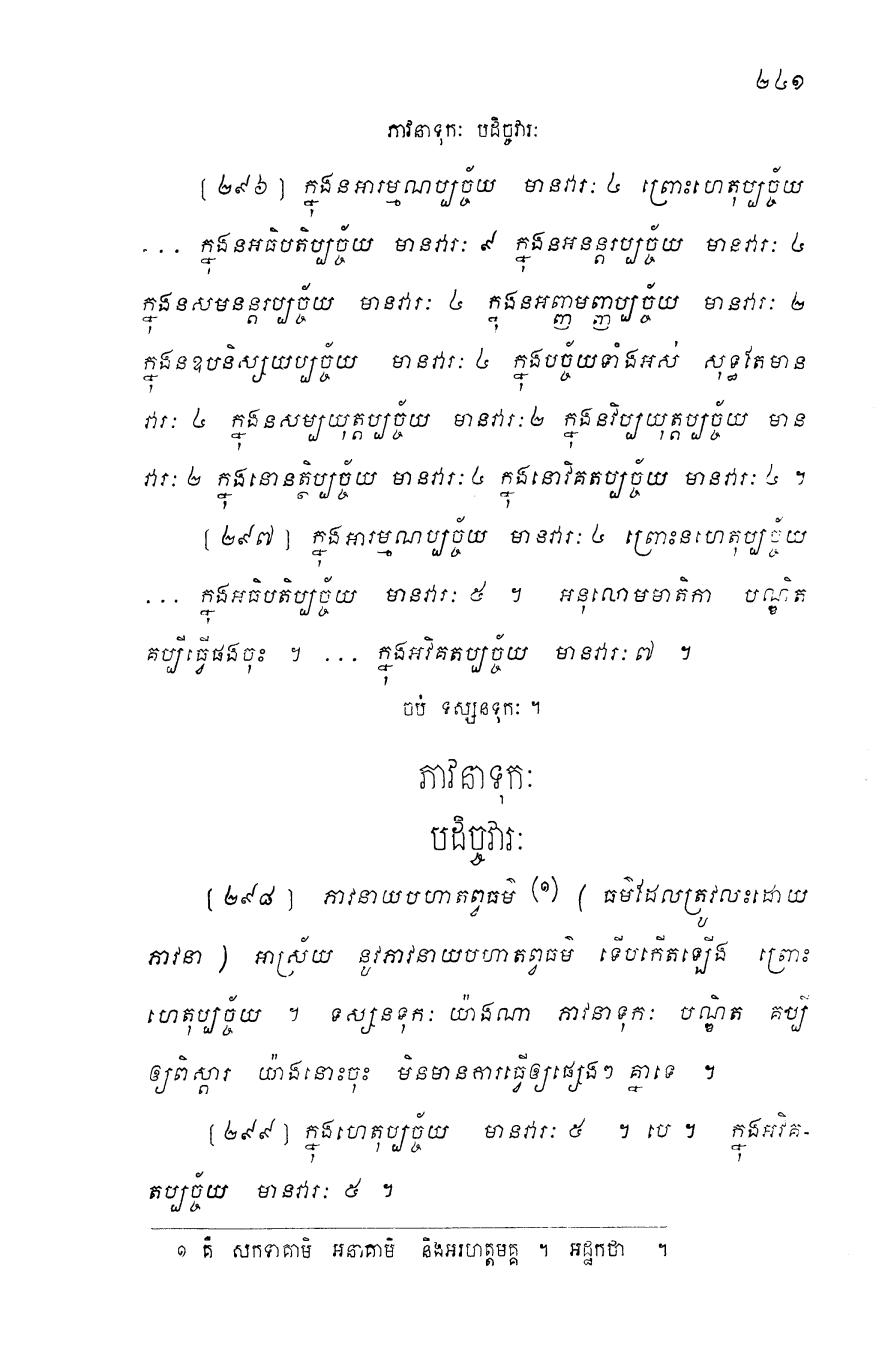 ២៤១
ភាវនាទុកៈ បដិច្ចវារៈ
[ ២៩៦ ] ក្នុងនអារម្មណប្បច្ច័យ មានវារៈ ៤ ព្រោះហេតុប្បច្ច័យ
... ក្នុងនអធិបតិប្បច្ច័យ មានវារៈ ៩ ក្នុងនអនន្តរប្បច្ច័យ មានវារៈ ៤
ក្នុងនសមនន្តរប្បច្ច័យ មានវារៈ ៤ ក្នុងនអញ្ញមញ្ញប្បច្ច័យ មានវារៈ ២
ក្នុងនឧបនិស្សយប្បច្ច័យ មានវារៈ ៤ ក្នុងបច្ច័យទាំងអស់ សុទ្ធតែមាន
វារៈ ៤ ក្នុងនសម្បយុត្តប្បច្ច័យ មានវារៈ ២ ក្នុងនវិប្បយុត្តប្បច្ច័យ មាន
វារៈ ២ ក្នុងនោនត្ថិប្បច្ច័យ មានវារៈ ៤ ក្នុងនោវិគតប្បច្ច័យ មានវារៈ ៤ ។
[ ២៩៧ ] ក្នុងអារម្មណប្បច្ច័យ មានវារៈ ៤ ព្រោះនហេតុប្បច្ច័យ
... ក្នុងអធិបតិប្បច្ច័យ មានវារៈ ៥ ។ អនុលោមមាតិកា បណ្ឌិត
គប្បីធ្វើផងចុះ ។ ... ក្នុងអវិគតប្បច្ច័យ មានវារៈ ៧ ។
ចប់ ទស្សនទុកៈ ។
ភាវនាទុកៈ
បដិច្ចវារៈ
[ ២៩៨ ] ភាវនាយបហាតព្វធម៌ (១) ( ធម៌ដែលត្រូវលះដោយ
ភាវនា ) អាស្រ័យ នូវភាវនាយបហាតព្វធម៌ ទើបកើតឡើង ព្រោះ
ហេតុប្បច្ច័យ ។ ទស្សនទុកៈ យ៉ាងណា ភាវនាទុកៈ បណ្ឌិត គប្បី
ឲ្យពិស្តារ យ៉ាងនោះចុះ មិនមានការធ្វើឲ្យផ្សេងៗ គ្នាទេ ។
[ ២៩៩ ] ក្នុងហេតុប្បច្ច័យ មានវារៈ ៥ ។ បេ ។ ក្នុងអវិគ-
តប្បច្ច័យ មានវារៈ ៥ ។
១ គឺ សកទាគាមិ អនាគាមិ និងអរហត្តមគ្គ ។ អដ្ឋកថា ។